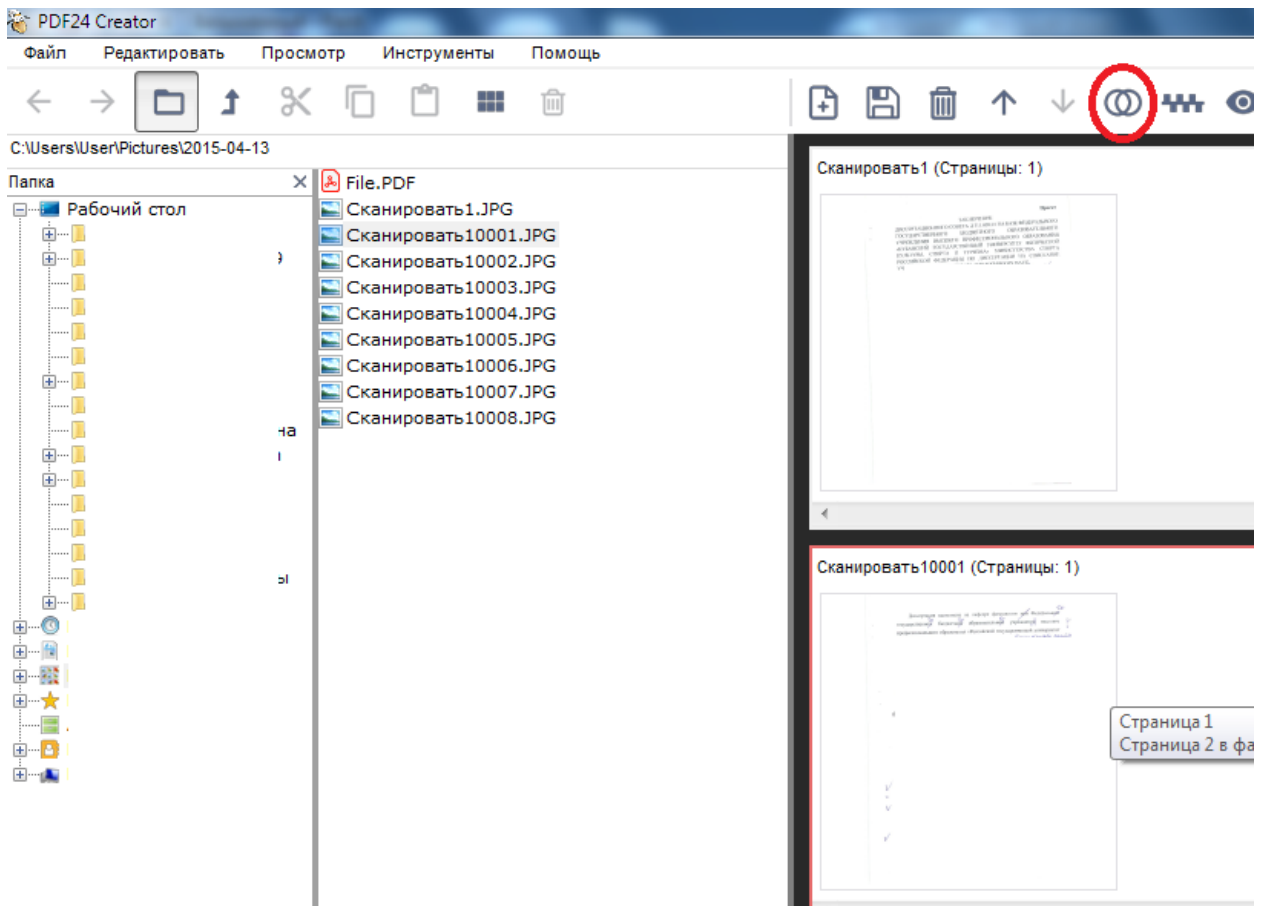 PDF24 Creator
Файл Редактировать Просмотр Инструменты Помощь
C:\Users\User\Pictures\2015-04-13
Папка
Рабочий стол
на
ы
File.PDF
Сканировать1.JPG
Сканировать10001.JPG
Сканировать10002.JPG
Сканировать10003.JPG
Сканировать10004.JPG
Сканировать10005.JPG
Сканировать10006.JPG
Сканировать10007.JPG
Сканировать10008.JPG
Сканировать1 (Страницы: 1)
Сканировать10001 (Страницы: 1)
Страница 1
Страница 2 в фа